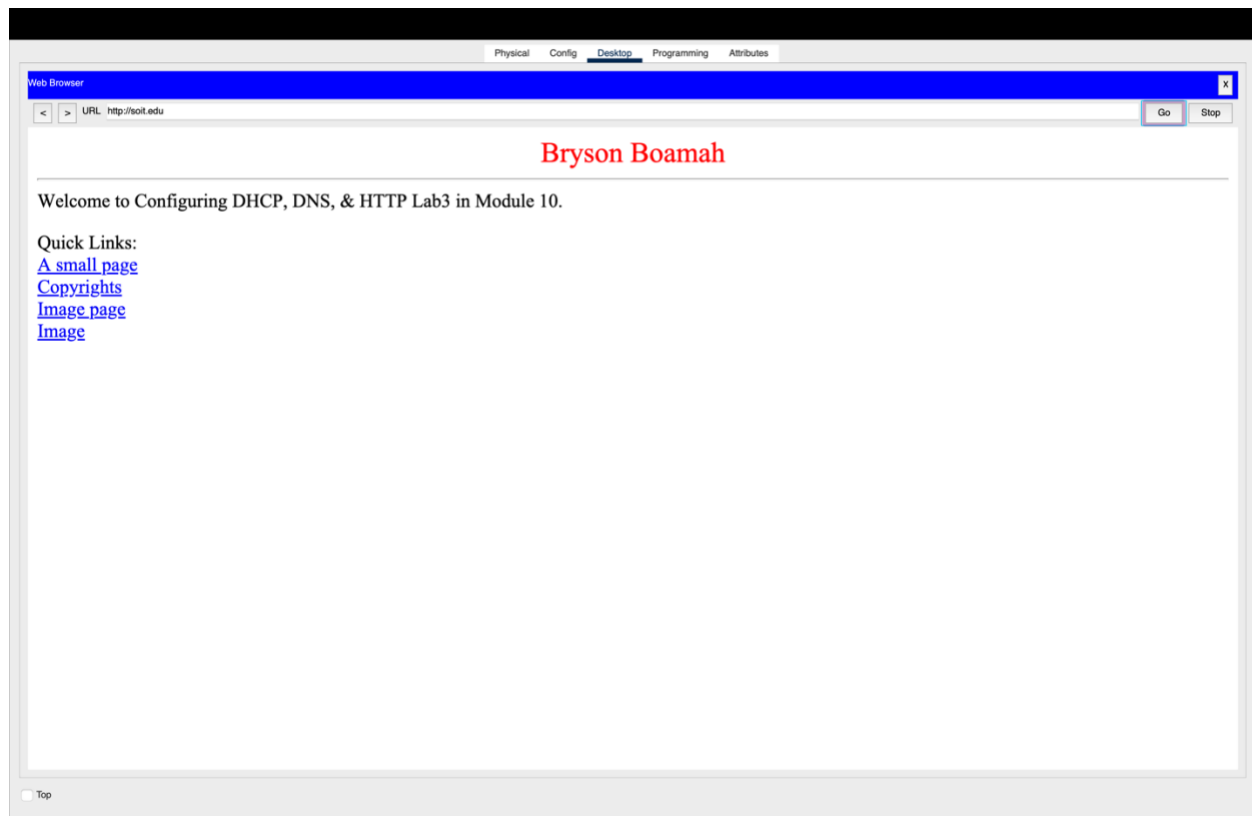 Physical Config Desktop Programming Attributes
Web Browser X
< > URL http://soit.edu Go Stop
Bryson Boamah
Welcome to Configuring DHCP, DNS, & HTTP Lab3 in Module 10.
Quick Links:
A small page
Copyrights
Image page
Image
Top